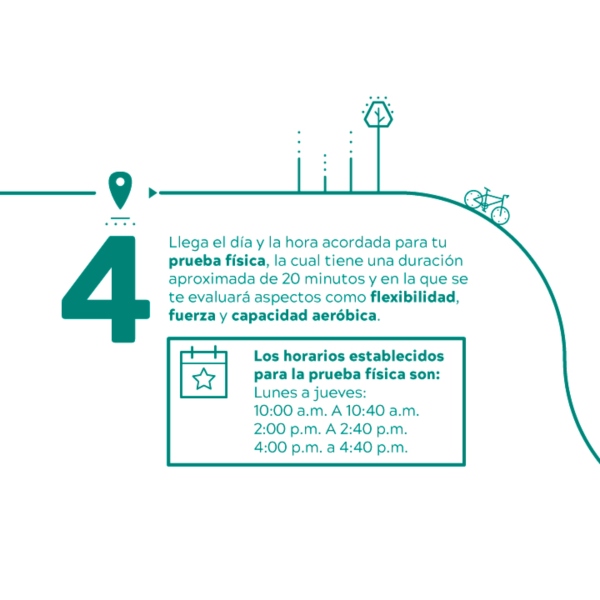 4
Llega el día y la hora acordada para tu
prueba física, la cual tiene una duración
aproximada de 20 minutos y en la que se
te evaluará aspectos como flexibilidad,
fuerza y capacidad aeróbica.
Los horarios establecidos
para la prueba física son:
Lunes a jueves:
10:00 a.m. A 10:40 a.m.
2:00 p.m. A 2:40 p.m.
4:00 p.m. a 4:40 p.m.